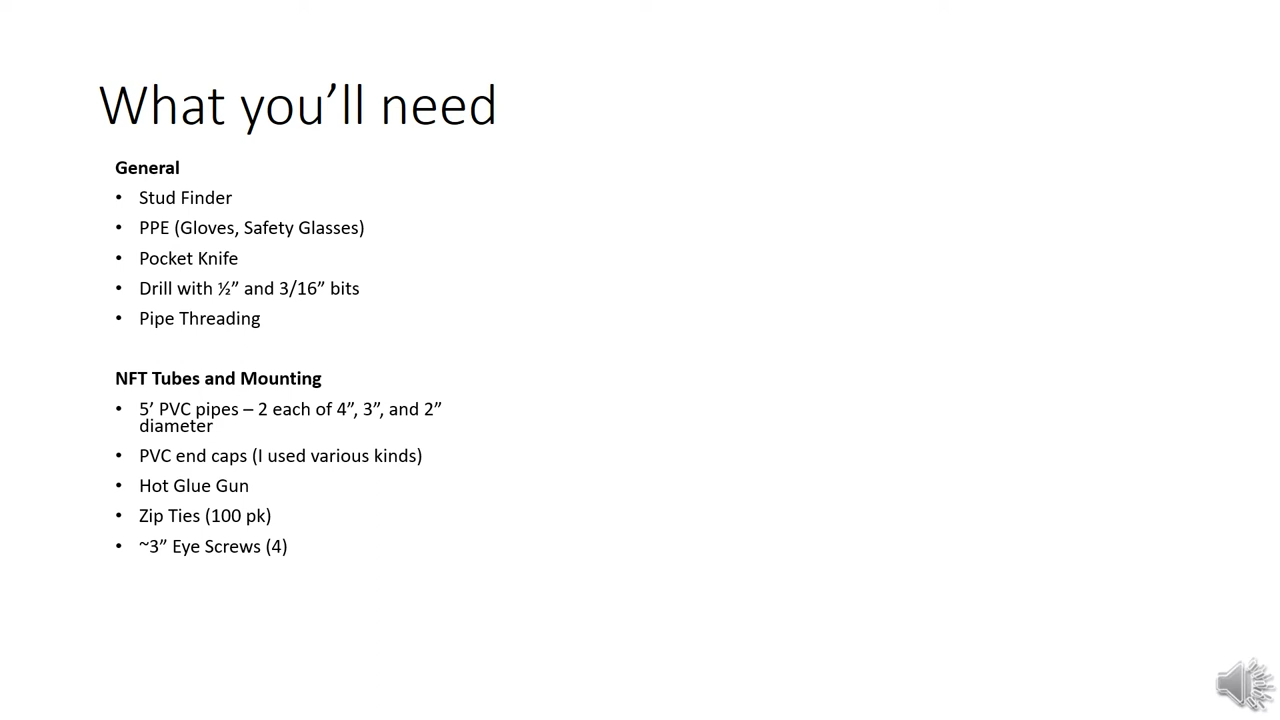 What you’ll need
General
• Stud Finder
• PPE (Gloves, Safety Glasses)
• Pocket Knife
• Drill with ½” and 3/16” bits
• Pipe Threading
NFT Tubes and Mounting
• 5’ PVC pipes – 2 each of 4”, 3”, and 2”
diameter
• PVC end caps (I used various kinds)
• Hot Glue Gun
• Zip Ties (100 pk)
• ~3” Eye Screws (4)